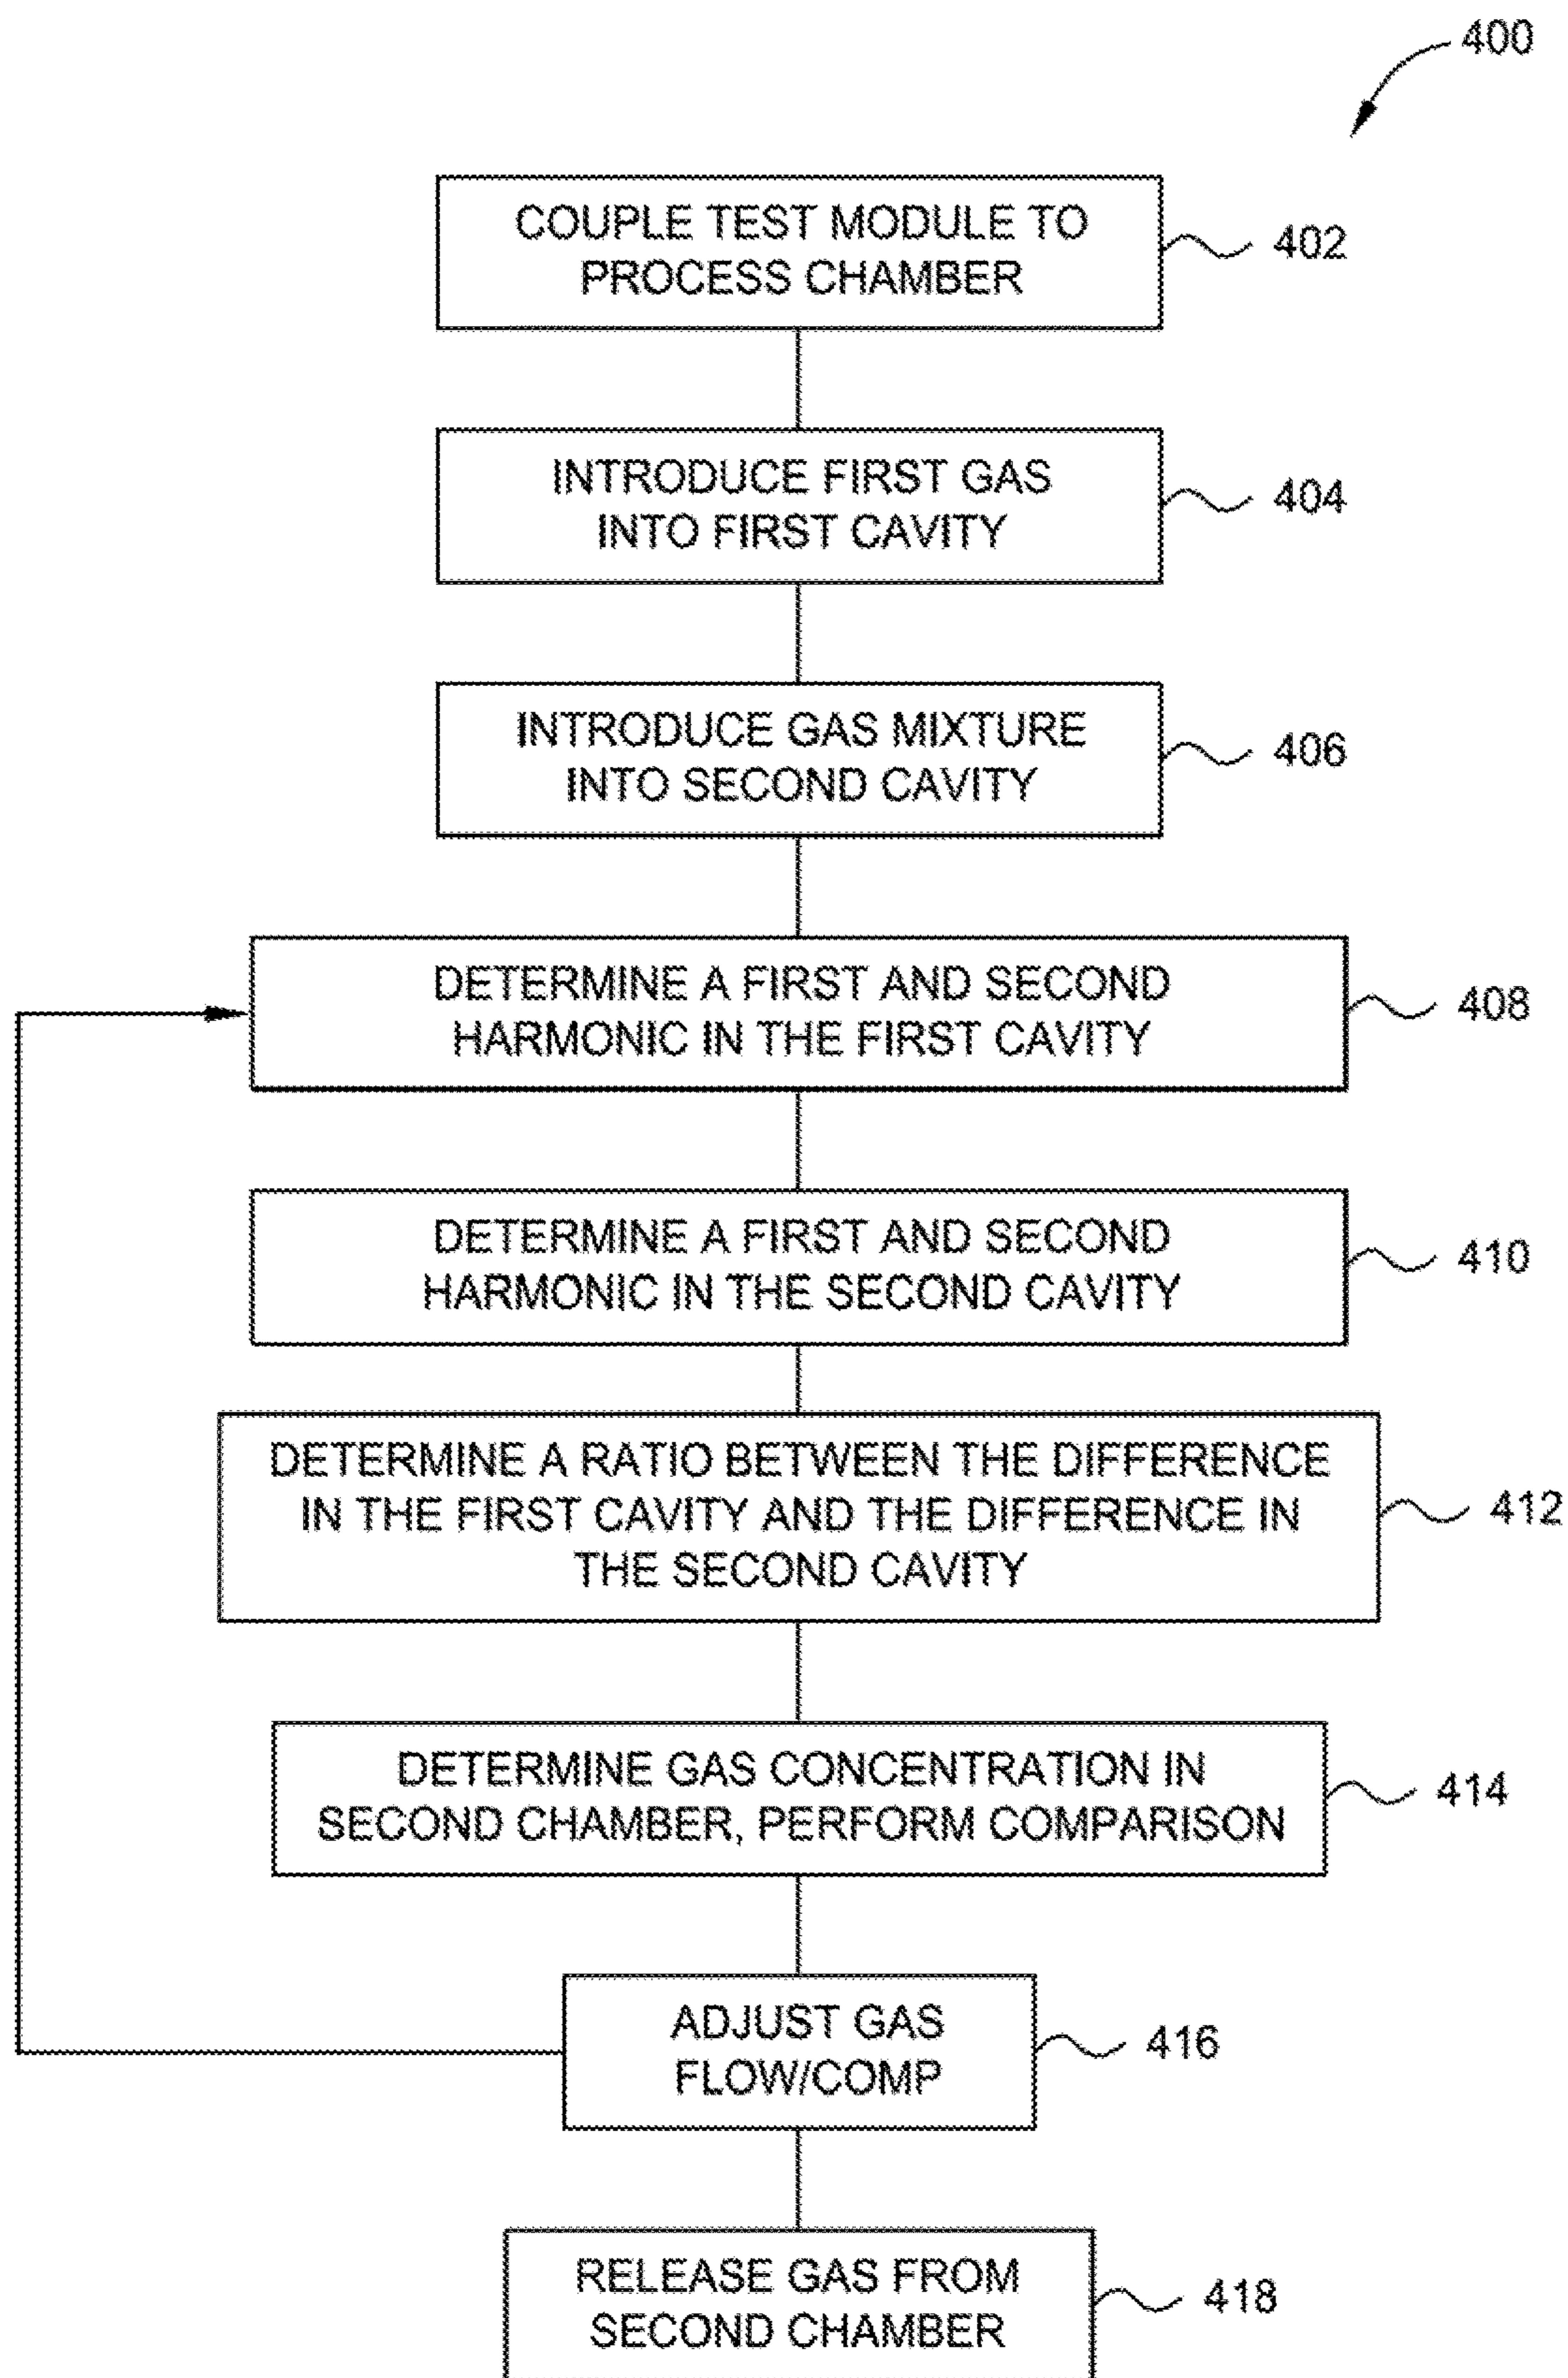 400
COUPLE TEST MODULE TO
PROCESS CHAMBER
402
INTRODUCE FIRST GAS
INTO FIRST CAVITY
404
INTRODUCE GAS MIXTURE
INTO SECOND CAVITY
406
DETERMINE A FIRST AND SECOND
HARMONIC IN THE FIRST CAVITY
408
DETERMINE A FIRST AND SECOND
HARMONIC IN THE SECOND CAVITY
410
DETERMINE A RATIO BETWEEN THE DIFFERENCE
IN THE FIRST CAVITY AND THE DIFFERENCE IN
THE SECOND CAVITY
412
DETERMINE GAS CONCENTRATION IN
SECOND CHAMBER, PERFORM COMPARISON
414
ADJUST GAS
FLOW/COMP
416
RELEASE GAS FROM
SECOND CHAMBER
418